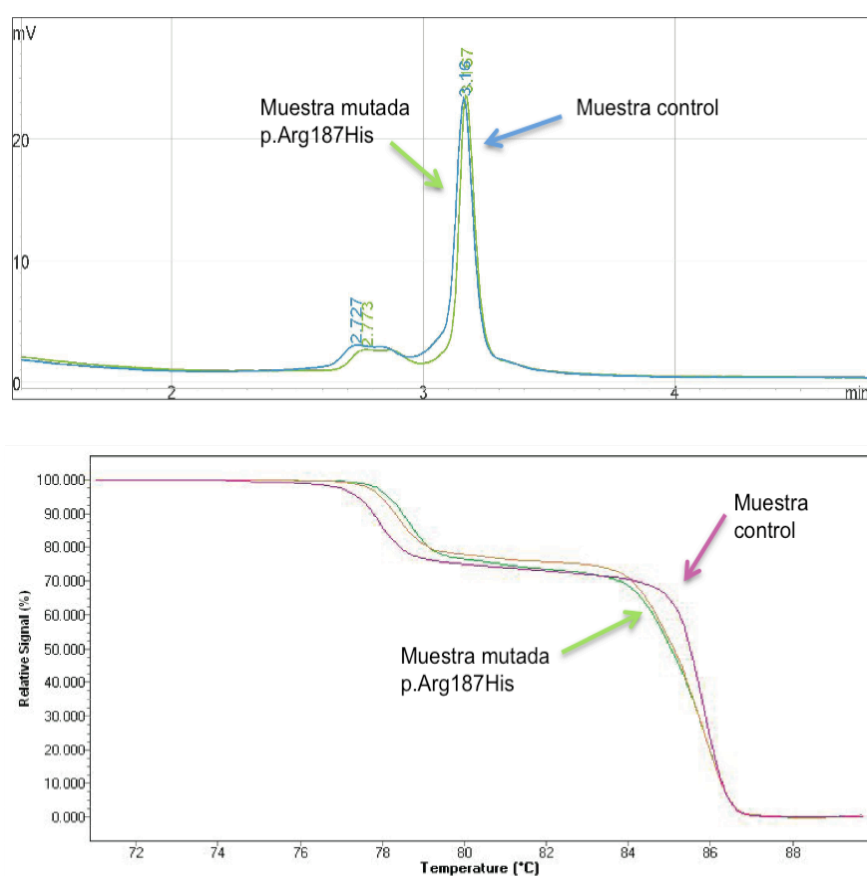 mV
20
10
0
2
3
4
min
2.727
2.773
3.167
Muestra mutada
p.Arg187His
Muestra control
100.000
90.000
80.000
70.000
60.000
50.000
40.000
30.000
20.000
10.000
0.000
Relative Signal (%)
Muestra
control
Muestra mutada
p.Arg187His
72
74
76
78
80
82
84
86
88
Temperature (°C)